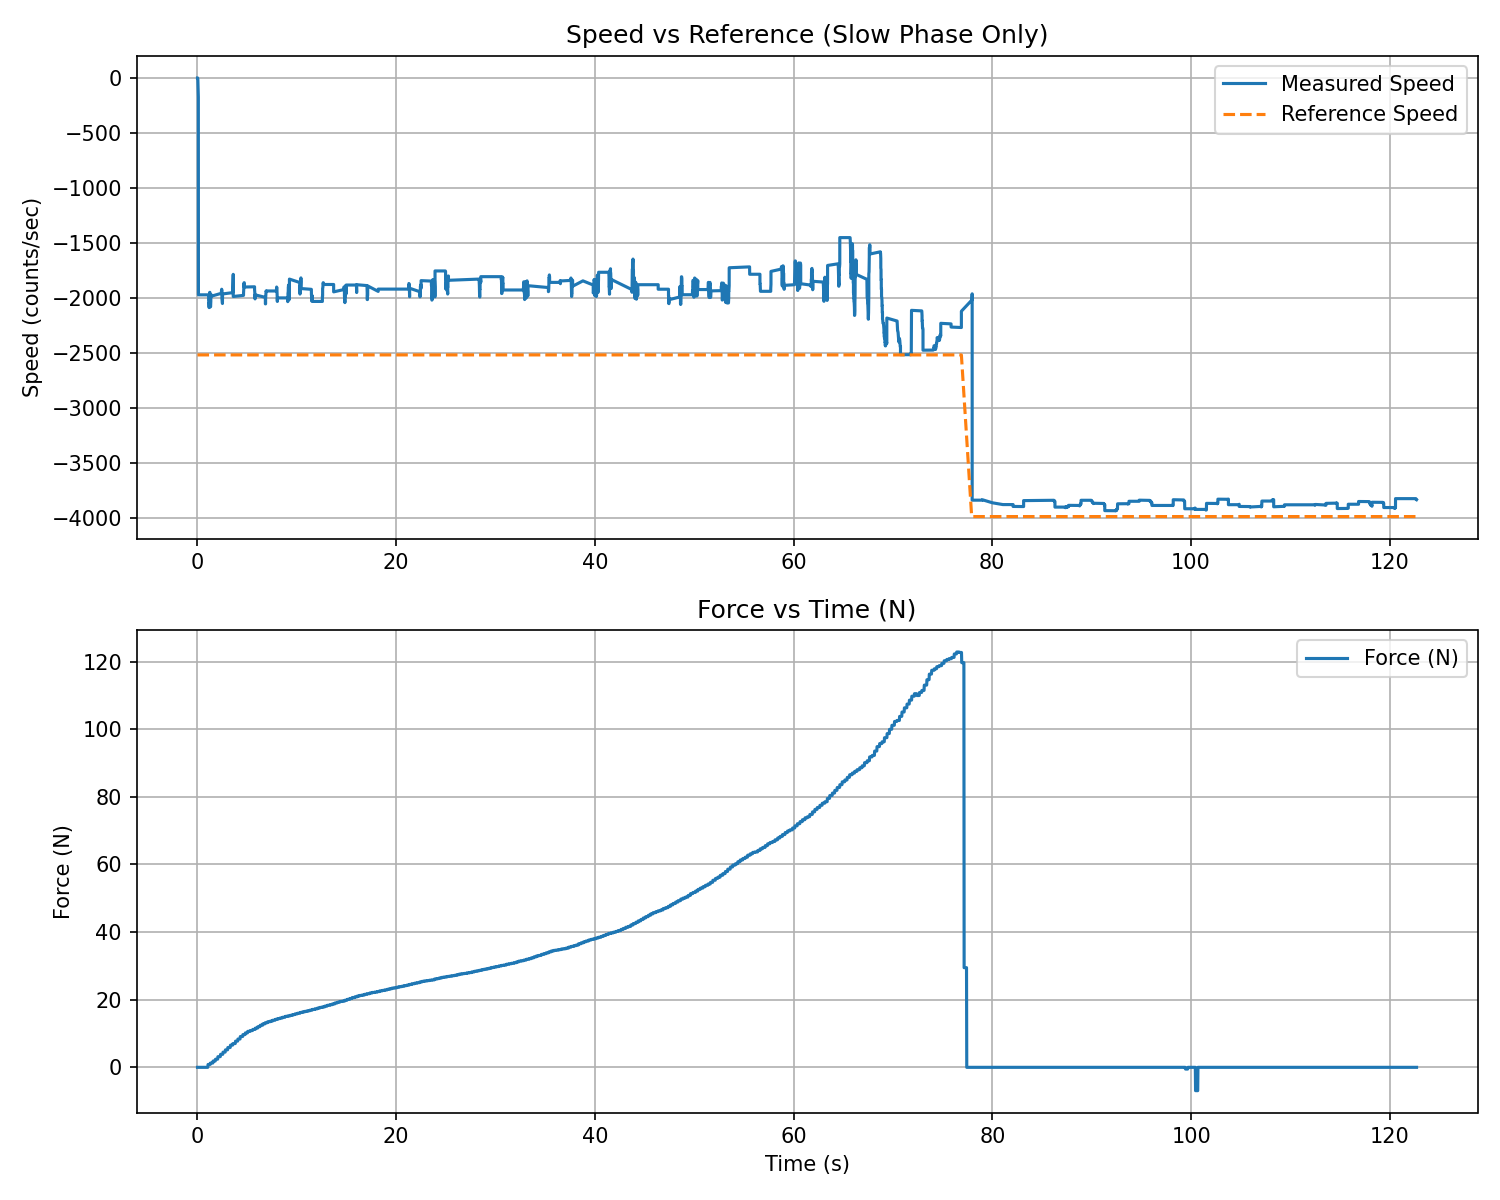 Speed vs Reference (Slow Phase Only)
Measured Speed
Reference Speed
Speed (counts/sec)
0
−500
−1000
−1500
−2000
−2500
−3000
−3500
−4000
0 20 40 60 80 100 120
Force vs Time (N)
Force (N)
Force (N)
120
100
80
60
40
20
0
0 20 40 60 80 100 120
Time (s)